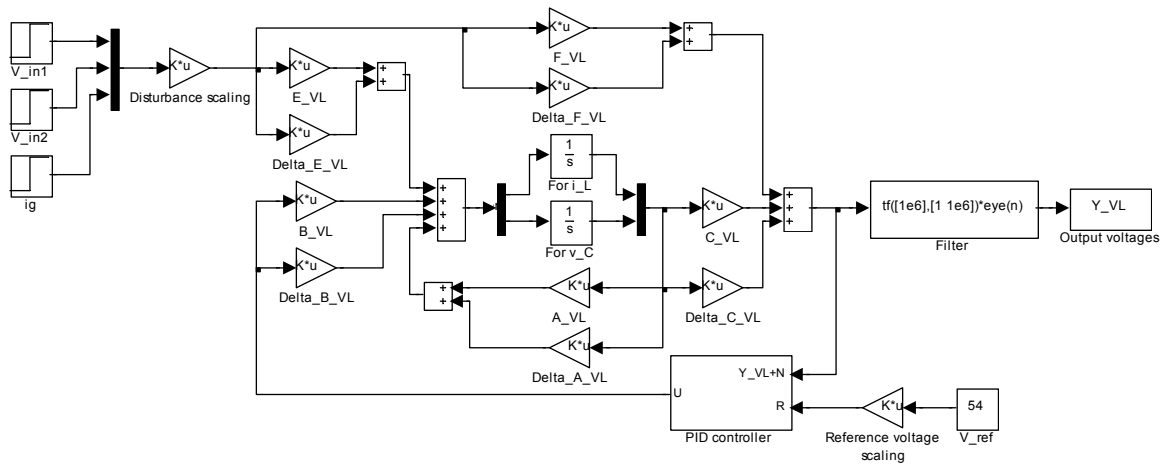 V_in1
V_in2
ig
K*u
Disturbance scaling
K*u
E_VL
K*u
Delta_E_VL
+
+
K*u
F_VL
K*u
Delta_F_VL
+
+
K*u
B_VL
K*u
Delta_B_VL
+
+
+
+
1
s
For i_L
1
s
For v_C
K*u
C_VL
K*u
Delta_C_VL
+
+
+
+
+
K*u
A_VL
K*u
Delta_A_VL
tf([1e6],[1 1e6])*eye(n)
Filter
Y_VL
Output voltages
Y_VL+N
U
R
PID controller
K*u
Reference voltage
scaling
54
V_ref